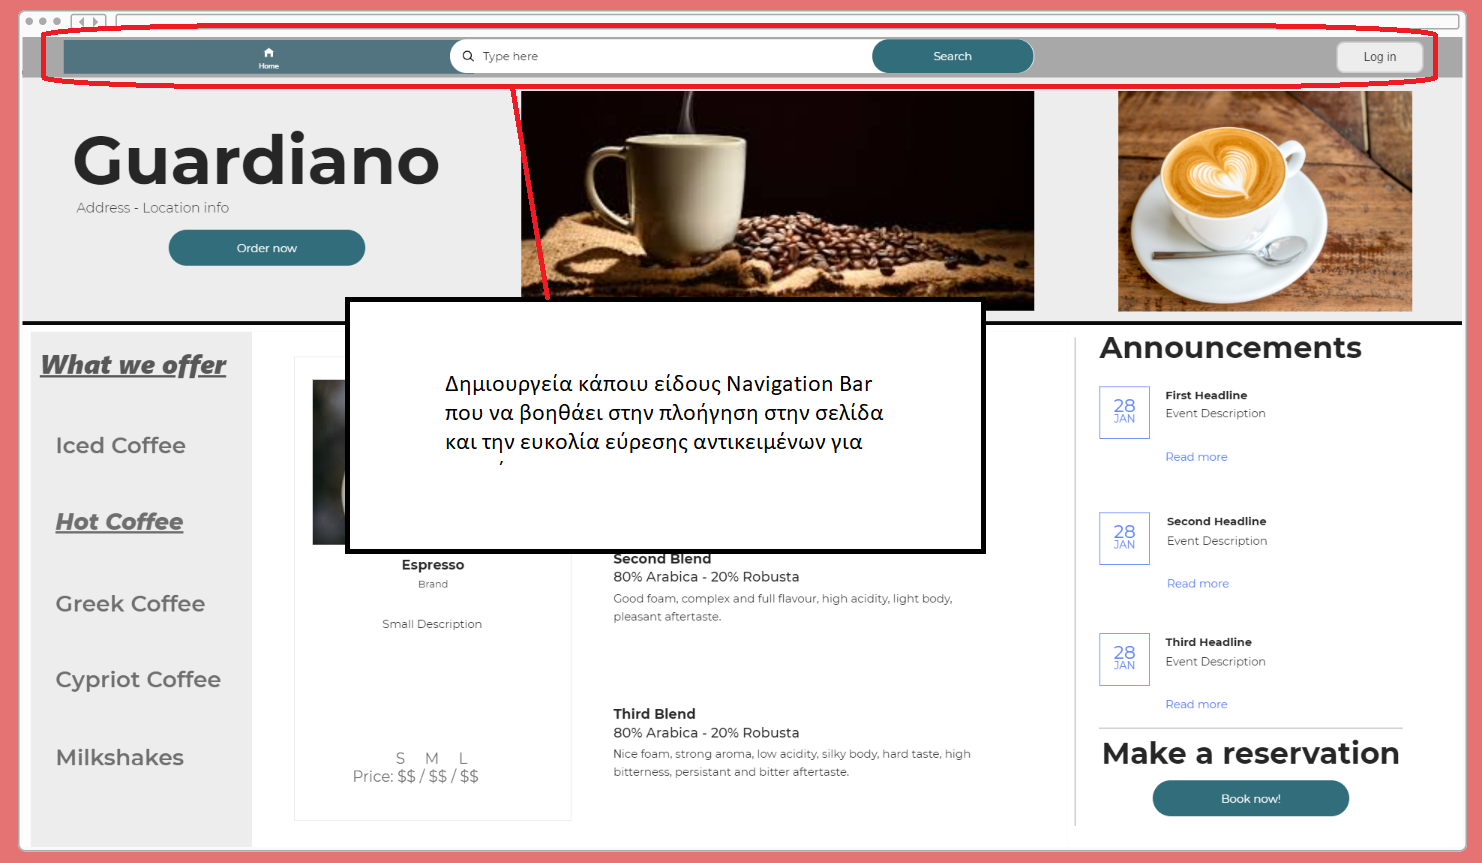 Home
Type here
Search
Log in
Guardiano
Address - Location info
Order now
What we offer
Iced Coffee
Hot Coffee
Greek Coffee
Cypriot Coffee
Milkshakes
Δημιουργεία κάποιυ είδους Navigation Bar
που να βοηθάει στην πλοήγηση στην σελίδα
και την ευκολία εύρεσης αντικειμένων για
Espresso
Brand
Small Description
S M L
Price: $$ / $$ / $$
Second Blend
80% Arabica - 20% Robusta
Good foam, complex and full flavour, high acidity, light body,
pleasant aftertaste.
Third Blend
80% Arabica - 20% Robusta
Nice foam, strong aroma, low acidity, silky body, hard taste, high
bitterness, persistant and bitter aftertaste.
Announcements
28
JAN
First Headline
Event Description
Read more
28
JAN
Second Headline
Event Description
Read more
28
JAN
Third Headline
Event Description
Read more
Make a reservation
Book now!